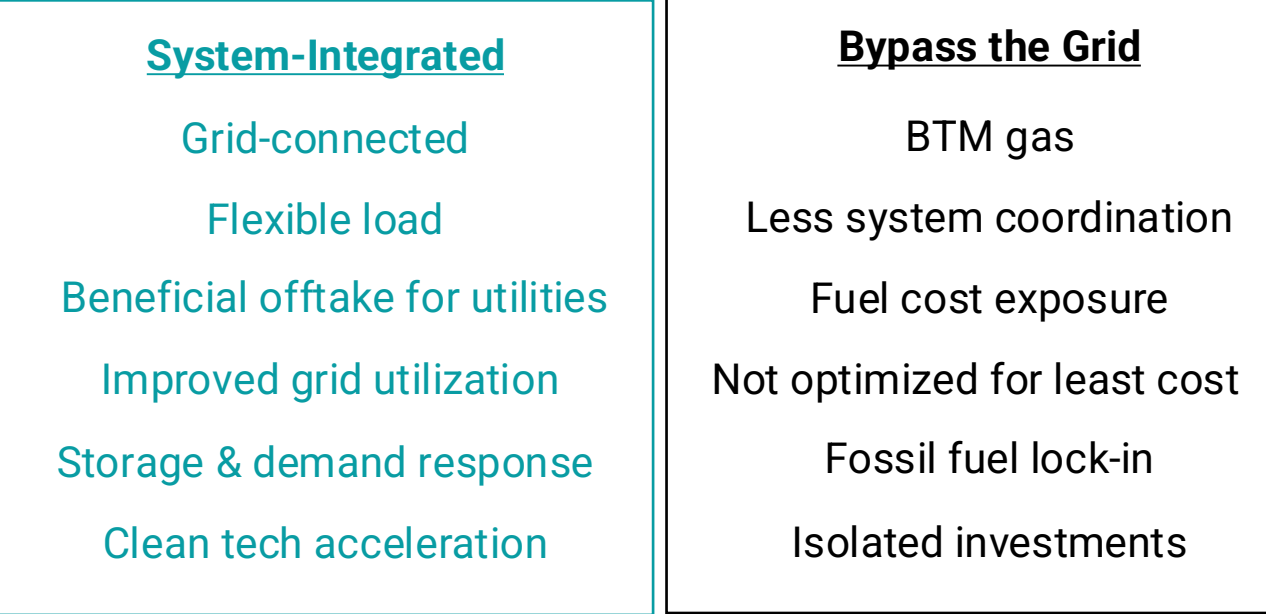 System-Integrated
Grid-connected
Flexible load
Beneficial offtake for utilities
Improved grid utilization
Storage & demand response
Clean tech acceleration
Bypass the Grid
BTM gas
Less system coordination
Fuel cost exposure
Not optimized for least cost
Fossil fuel lock-in
Isolated investments